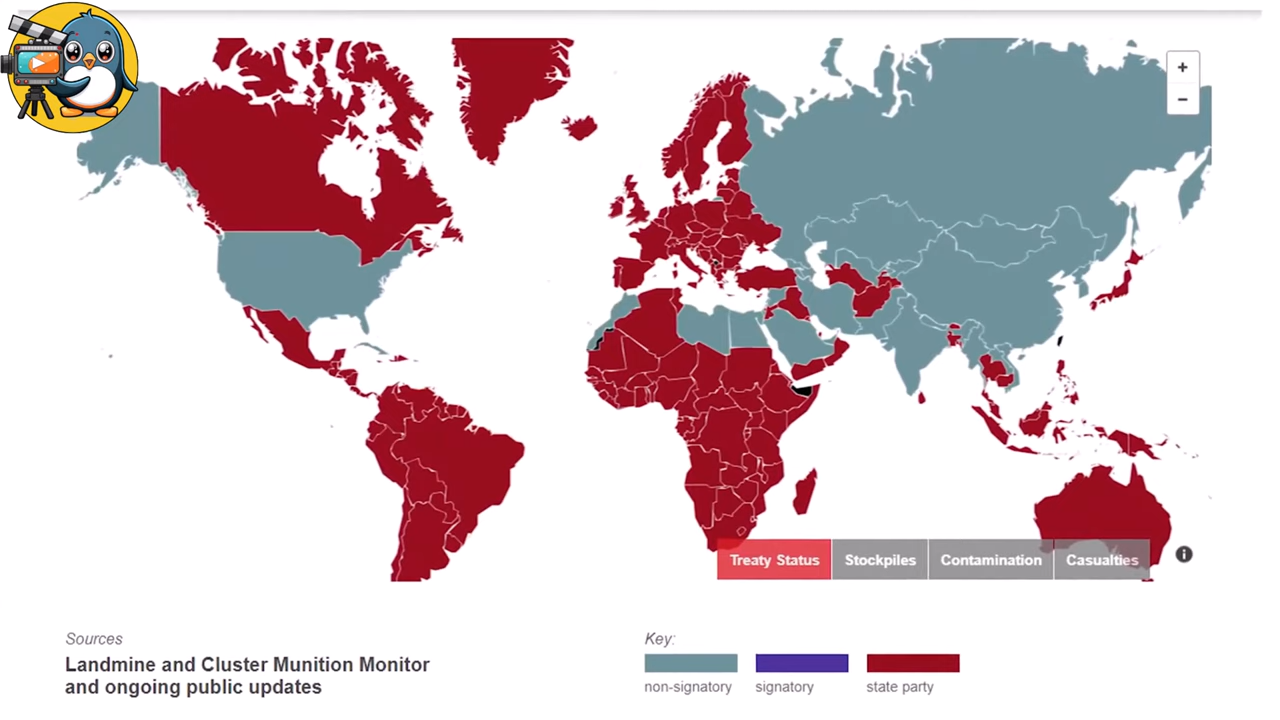 +
−
Treaty Status
Stockpiles
Contamination
Casualties
i
Sources
Key:
Landmine and Cluster Munition Monitor
and ongoing public updates
non-signatory
signatory
state party